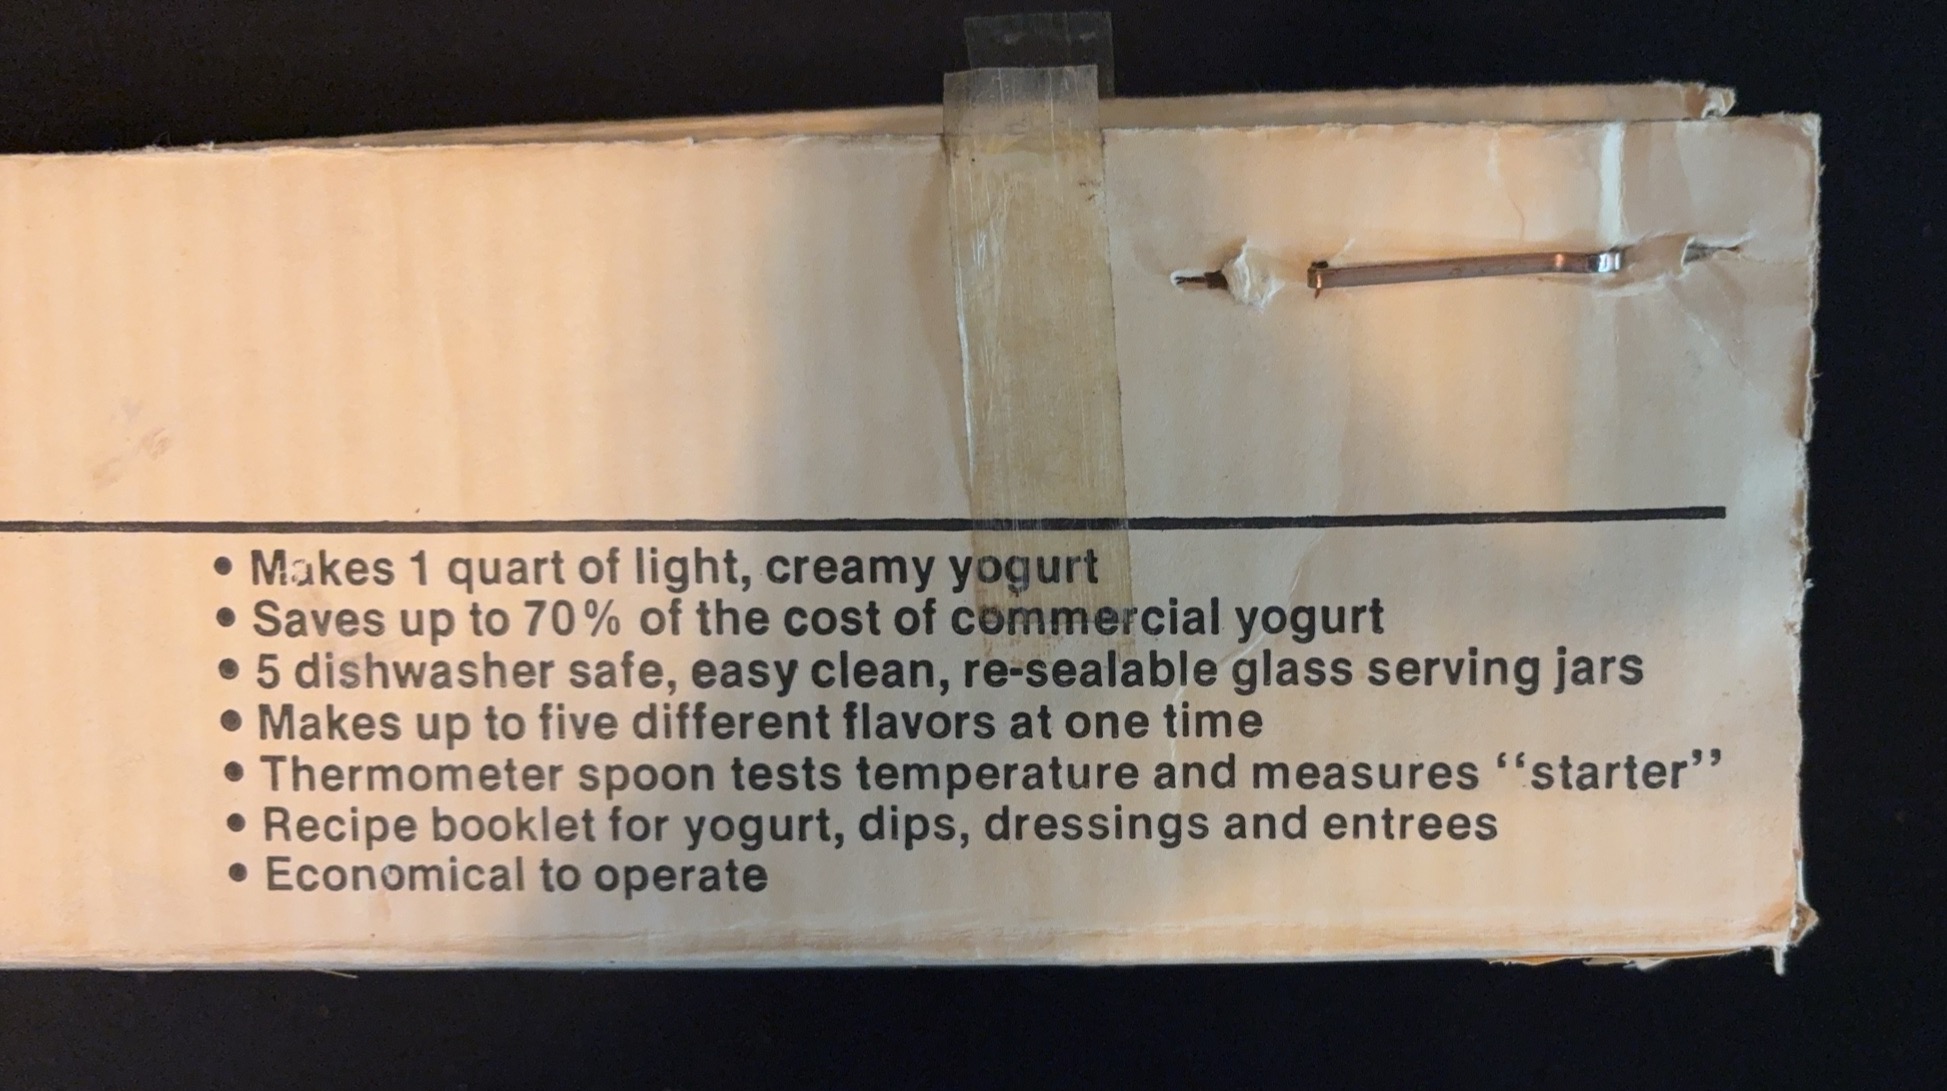 • Makes 1 quart of light, creamy yogurt
• Saves up to 70% of the cost of commercial yogurt
• 5 dishwasher safe, easy clean, re-sealable glass serving jars
• Makes up to five different flavors at one time
• Thermometer spoon tests temperature and measures ‘‘starter’’
• Recipe booklet for yogurt, dips, dressings and entrees
• Economical to operate